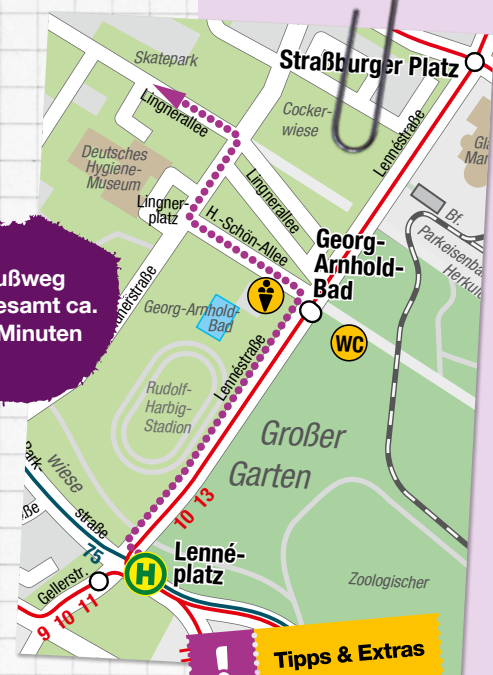 Skatepark
Straßburger Platz
Lingnerallee
Cocker-
wiese
Lennéstraße
Deutsches
Hygiene-
Museum
Lingner-
platz
Lingnerallee
H.-Schön-Allee
Georg-
Arnhold-
Bad
Bf.
Parkeisenba
Herkul
ußweg
esamt ca.
Minuten
Georg-Arnhold-
Bad
WC
Lennéstraße
Rudolf-
Harbig-
Stadion
Großer
Garten
10 13
wiese
straße
75
H
Lenné-
platz
Gellerstr.
9 10 11
Zoologischer
! Tipps & Extras